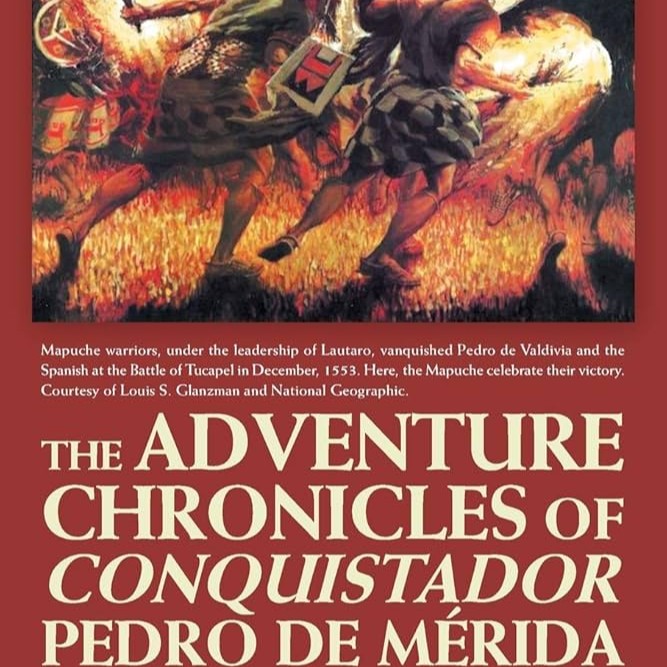 Mapuche warriors, under the leadership of Lautaro, vanquished Pedro de Valdivia and the
Spanish at the Battle of Tucapel in December, 1553. Here, the Mapuche celebrate their victory.
Courtesy of Louis S. Glanzman and National Geographic.
THE ADVENTURE
CHRONICLES OF
CONQUISTADOR
PEDRO DE MÉRIDA